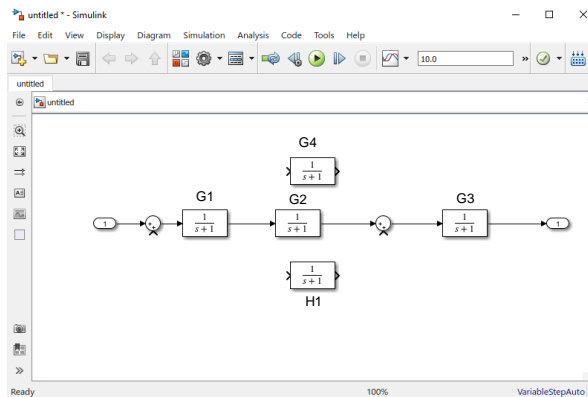 untitled * - Simulink
File Edit View Display Diagram Simulation Analysis Code Tools Help
10.0
untitled
untitled
G4
1
s + 1
G1
G2
G3
1
1
s + 1
1
s + 1
1
s + 1
1
1
s + 1
H1
Ready
100%
VariableStepAuto